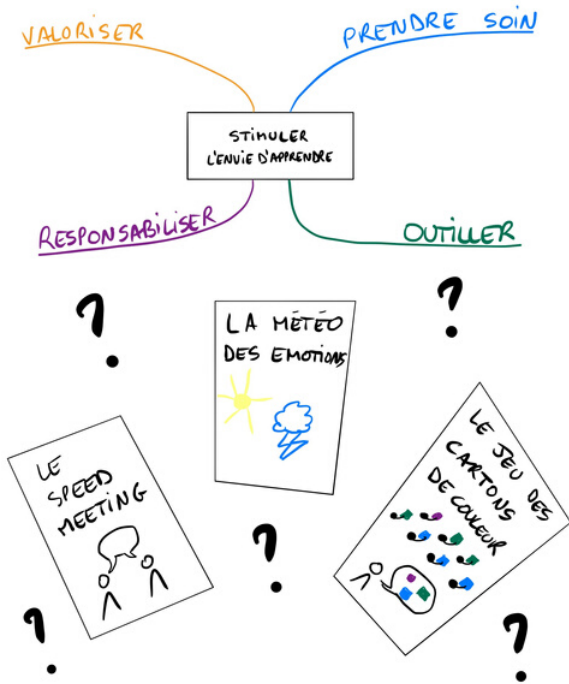 VALORISER
PRENDRE SOIN
STIMULER
L'ENVIE D'APPRENDRE
RESPONSABILISER
OUTILLER
?
?
LA MÉTÉO
DES EMOTIONS
LE
SPEED
MEETING
LE JEU DES
CARTONS
DE COULEUR
?
?
?